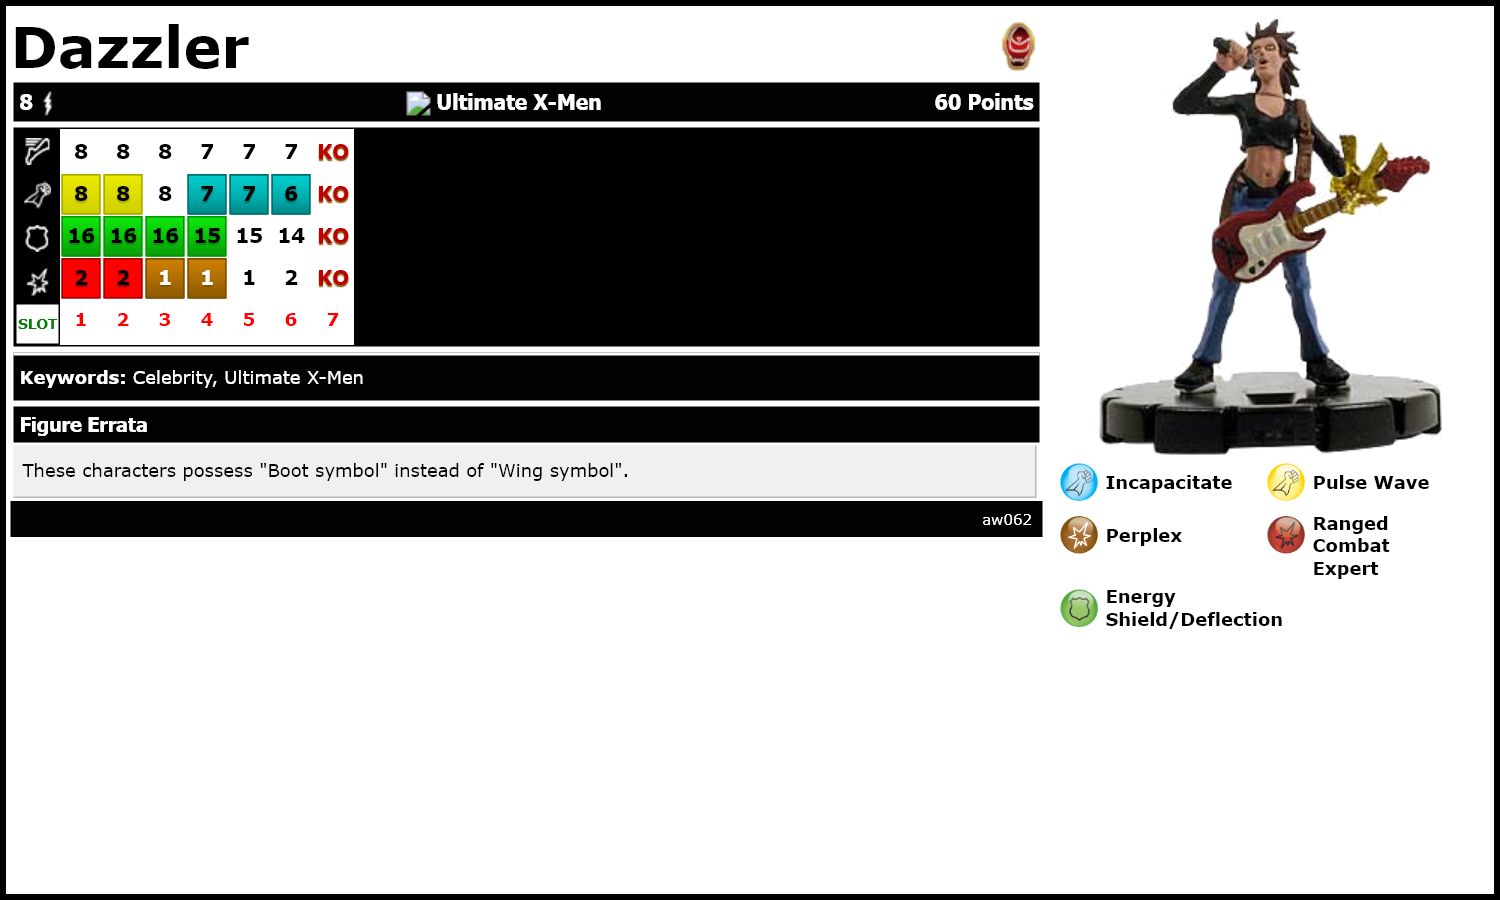 Dazzler
8 Ultimate X-Men 60 Points
8 8 8 7 7 7 KO
8 8 8 7 7 6 KO
16 16 16 15 15 14 KO
2 2 1 1 1 2 KO
SLOT 1 2 3 4 5 6 7
Keywords: Celebrity, Ultimate X-Men
Figure Errata
These characters possess "Boot symbol" instead of "Wing symbol".
aw062
Incapacitate
Pulse Wave
Perplex
Ranged
Combat
Expert
Energy
Shield/Deflection